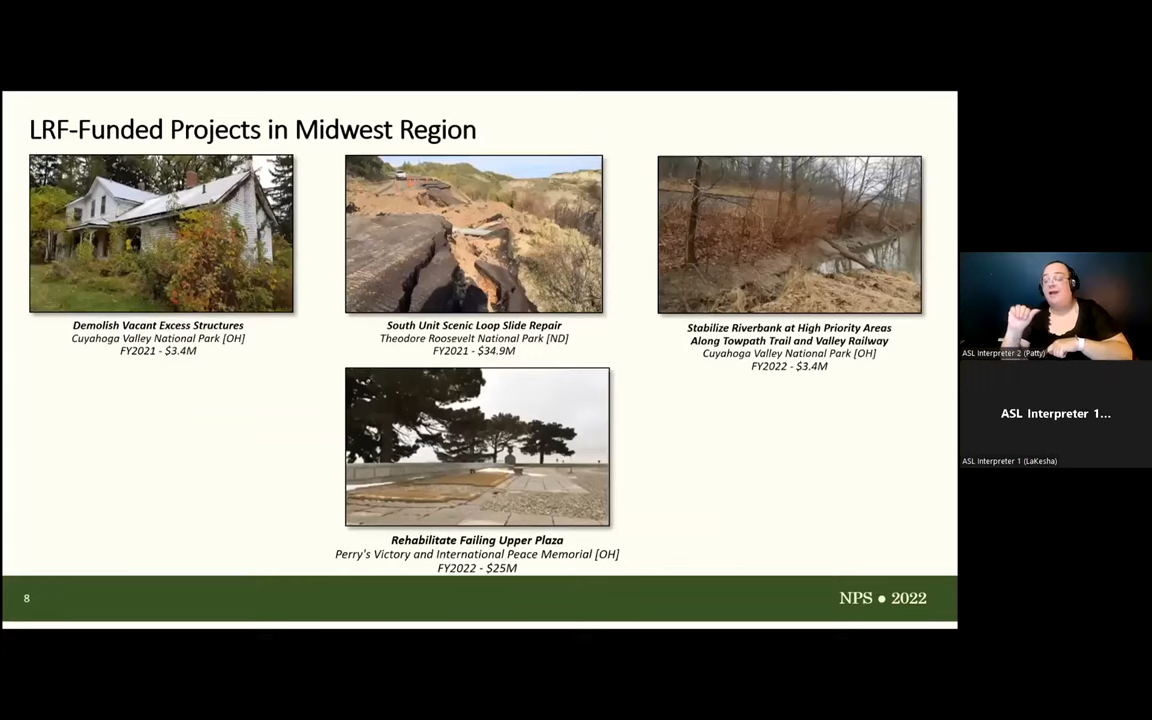 LRF-Funded Projects in Midwest Region
Demolish Vacant Excess Structures
Cuyahoga Valley National Park [OH]
FY2021 - $3.4M
South Unit Scenic Loop Slide Repair
Theodore Roosevelt National Park [ND]
FY2021 - $34.9M
Stabilize Riverbank at High Priority Areas
Along Towpath Trail and Valley Railway
Cuyahoga Valley National Park [OH]
FY2022 - $3.4M
Rehabilitate Failing Upper Plaza
Perry's Victory and International Peace Memorial [OH]
FY2022 - $25M
8
NPS ● 2022
ASL Interpreter 2 (Patty)
ASL Interpreter 1...
ASL Interpreter 1 (LaKesha)